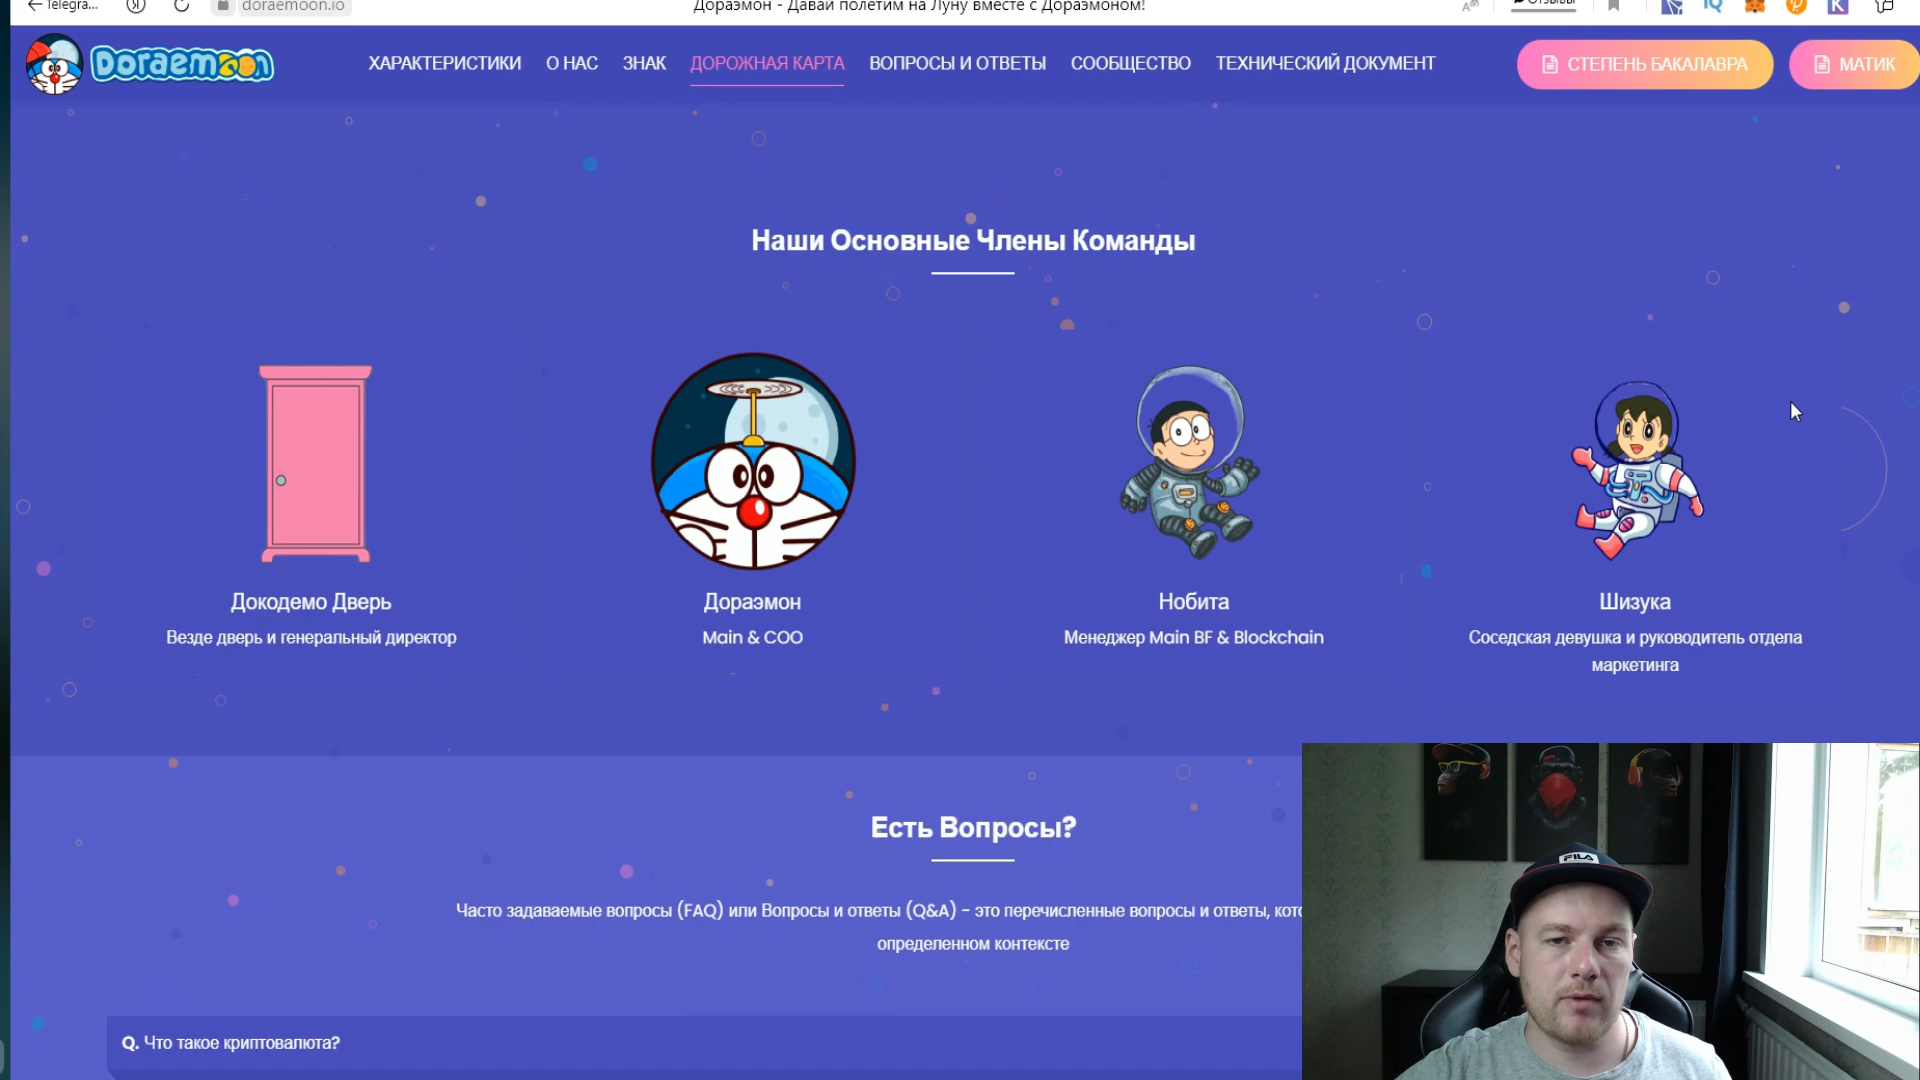 Telegra...
doraemoon.io
Дораэмон - Давай полетим на Луну вместе с Дораэмоном!
Отзывы
Doraemoon
ХАРАКТЕРИСТИКИ
О НАС
ЗНАК
ДОРОЖНАЯ КАРТА
ВОПРОСЫ И ОТВЕТЫ
СООБЩЕСТВО
ТЕХНИЧЕСКИЙ ДОКУМЕНТ
СТЕПЕНЬ БАКАЛАВРА
МАТИК
Наши Основные Члены Команды
Докодемо Дверь
Везде дверь и генеральный директор
Дораэмон
Main & COO
Нобита
Менеджер Main BF & Blockchain
Шизука
Соседская девушка и руководитель отдела
маркетинга
Есть Вопросы?
Часто задаваемые вопросы (FAQ) или Вопросы и ответы (Q&A) - это перечисленные вопросы и ответы, кото
определенном контексте
Q. Что такое криптовалюта?
FILA